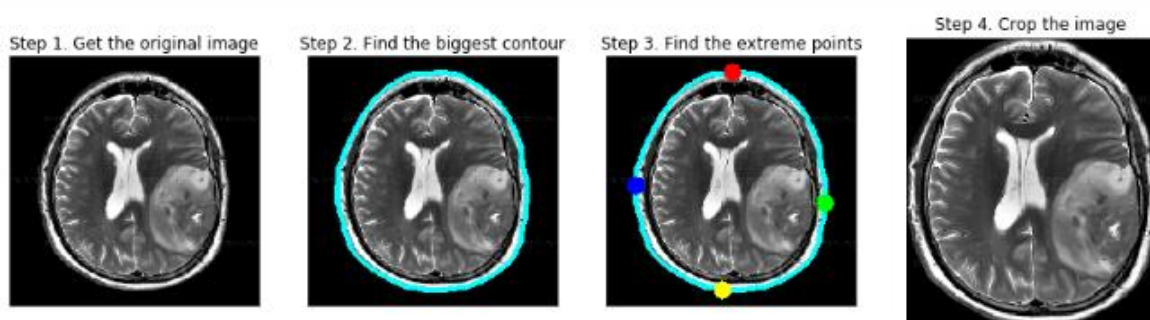 Step 1. Get the original image
Step 2. Find the biggest contour
Step 3. Find the extreme points
Step 4. Crop the image